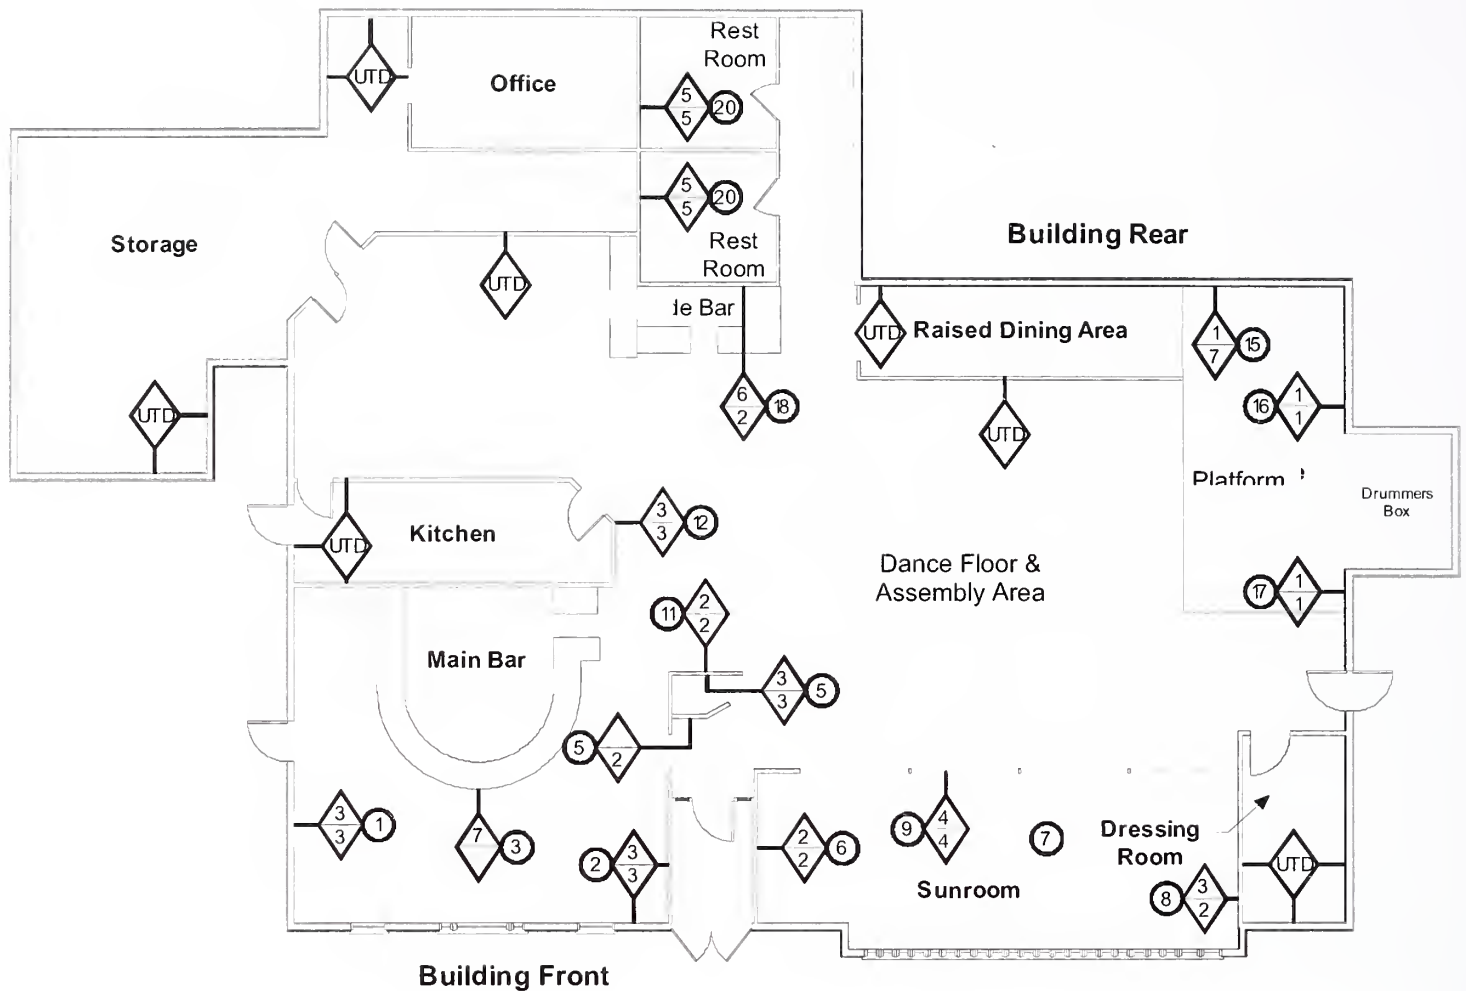 Rest
Room
UTD
Office
5
5
20
5
5
20
Rest
Room
Storage
Building Rear
UTD
de Bar
UTD
Raised Dining Area
1
7
15
UTD
6
2
18
16
1
1
UTD
Platform
Drummers
Box
3
3
12
Kitchen
UTD
Dance Floor &
Assembly Area
17
1
1
11
2
2
Main Bar
3
3
5
5
2
3
3
1
7
3
2
3
3
2
2
6
9
4
4
7
Dressing
Room
UTD
Sunroom
8
3
2
Building Front